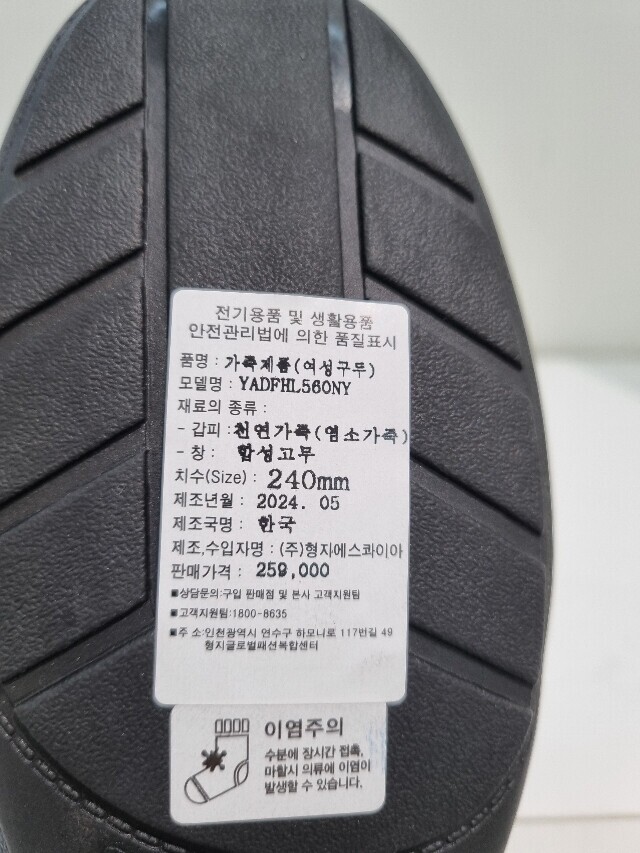 전기용품 및 생활용품
안전관리법에 의한 품질표시
품명 : 가죽제품(여성구두)
모델명 : YADFHL560NY
재료의 종류 :
- 갑피 : 천연가죽(염소가죽)
- 창 : 합성고무
치수(Size) : 240mm
제조년월 : 2024. 05
제조국명 : 한국
제조,수입자명 : (주)형지에스콰이아
판매가격 : 259,000
■상담문의:구입 판매점 및 본사 고객지원팀
■고객지원팀:1800-8635
■주 소:인천광역시 연수구 하모니로 117번길 49
형지글로벌패션복합센터
이염주의
수분에 장시간 접촉,
마찰시 의류에 이염이
발생할 수 있습니다.